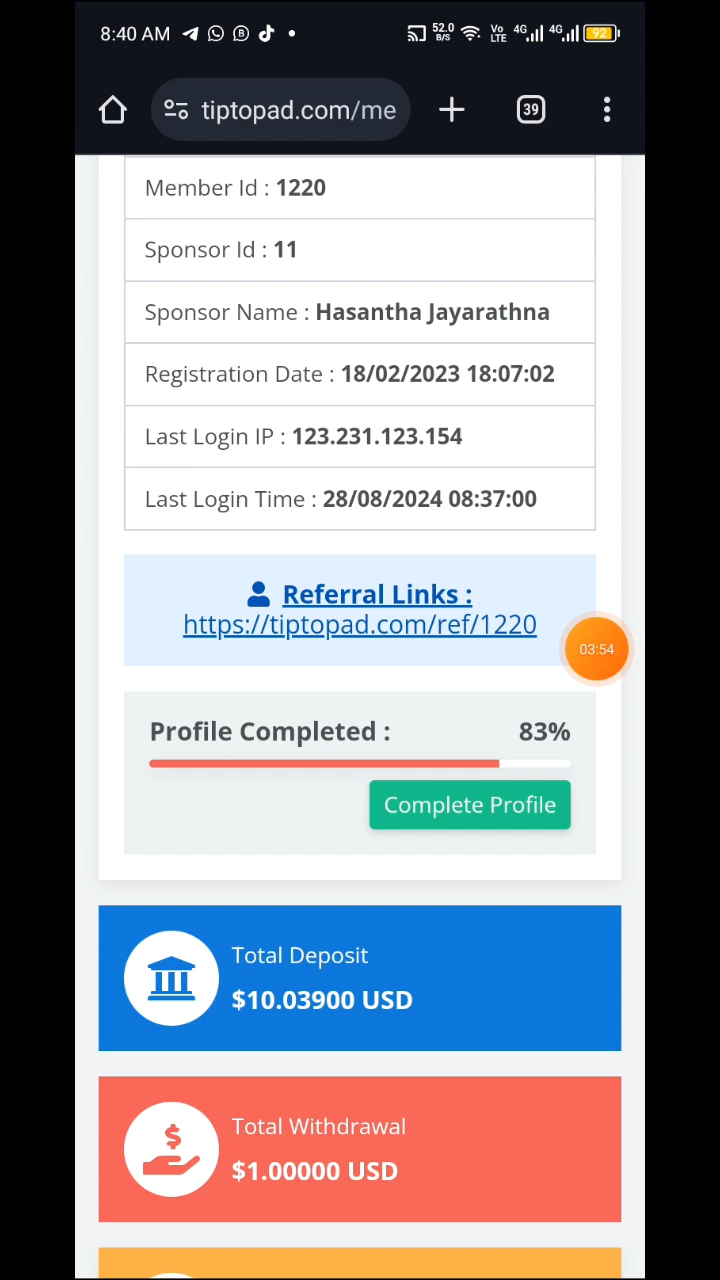 8:40 AM
52.0 B/S
Vo LTE 4G 4G 92
tiptopad.com/me
39
Member Id : 1220
Sponsor Id : 11
Sponsor Name : Hasantha Jayarathna
Registration Date : 18/02/2023 18:07:02
Last Login IP : 123.231.123.154
Last Login Time : 28/08/2024 08:37:00
Referral Links :
https://tiptopad.com/ref/1220
03:54
Profile Completed : 83%
Complete Profile
Total Deposit
$10.03900 USD
Total Withdrawal
$1.00000 USD